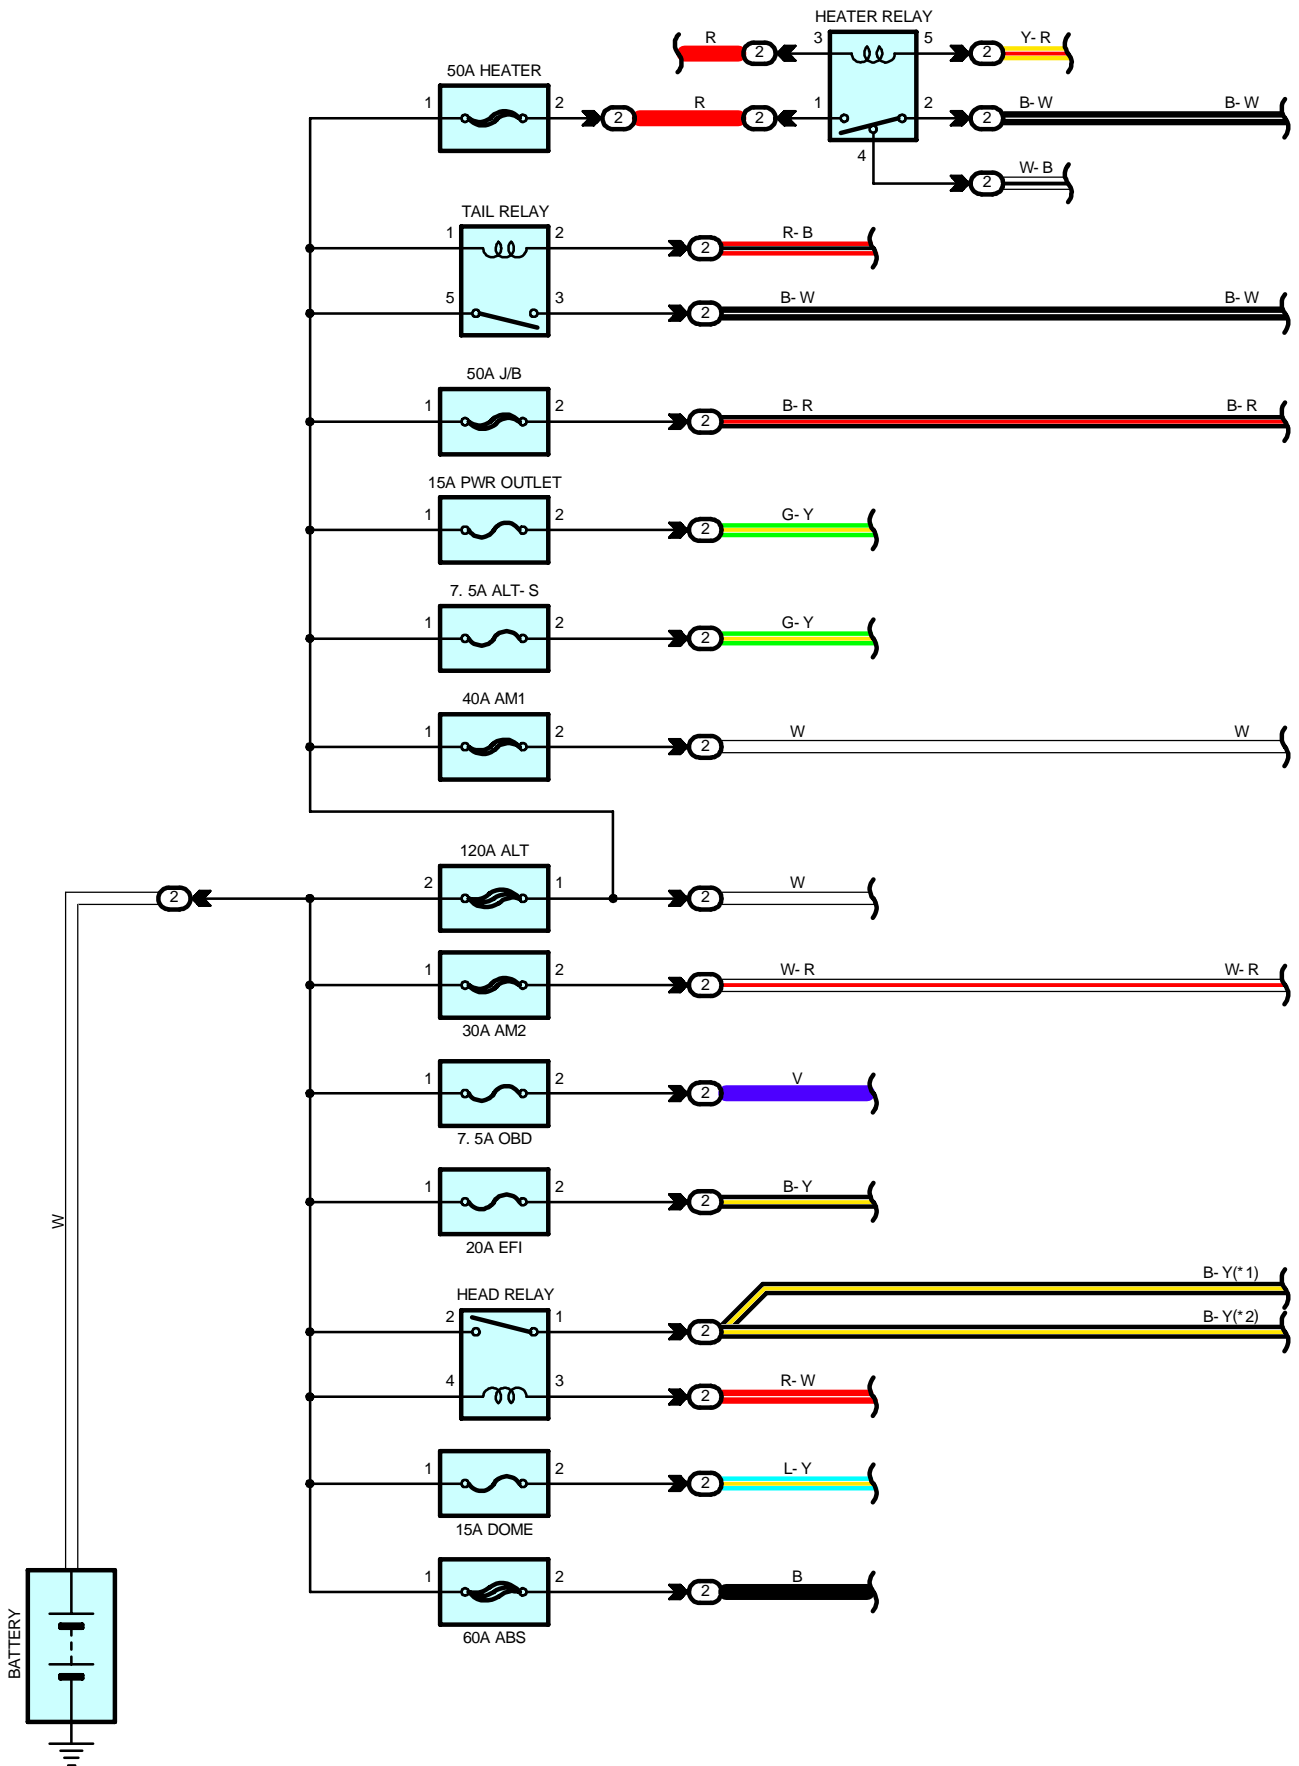 HEATER RELAY
R 2 3 5 2 Y- R
50A HEATER
1 2 2 R 2 1 2 2 B- W B- W
4 2 W- B
TAIL RELAY
1 2 2 R- B
5 3 2 B- W B- W
50A J/B
1 2 2 B- R B- R
15A PWR OUTLET
1 2 2 G- Y
7. 5A ALT- S
1 2 2 G- Y
40A AM1
1 2 2 W W
120A ALT
2 2 1 2 W
1 2 2 W- R W- R
30A AM2
1 2 2 V
7. 5A OBD
1 2 2 B- Y
20A EFI
W
B- Y(* 1)
HEAD RELAY
2 1 2 B- Y(* 2)
4 3 2 R- W
1 2 2 L- Y
15A DOME
1 2 2 B
60A ABS
BATTERY